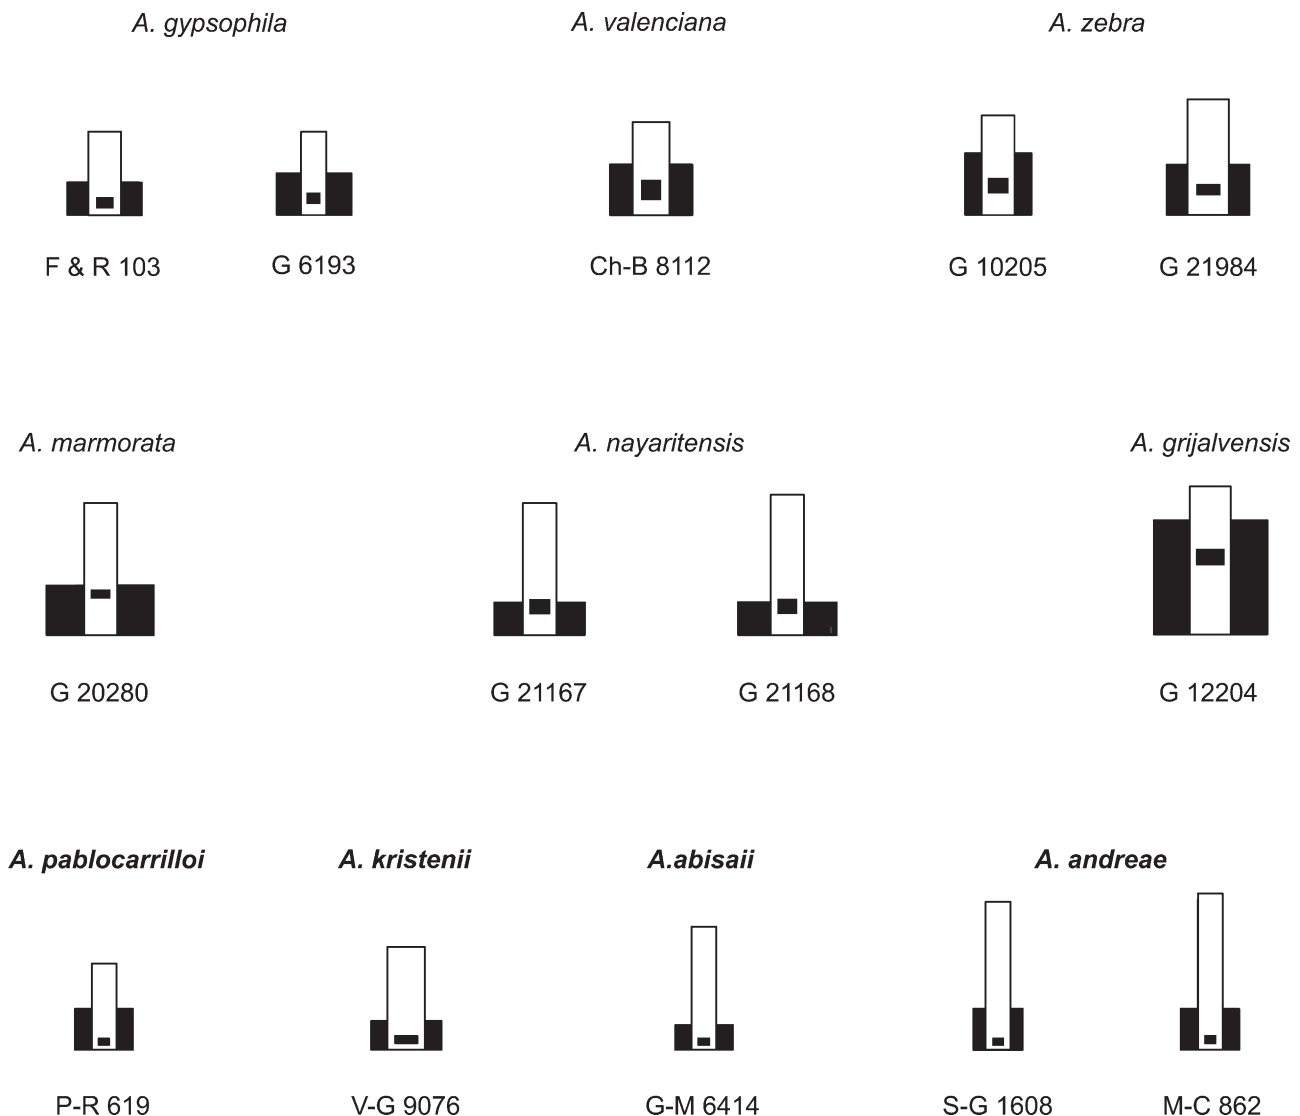 A. gypsophila A. valenciana A. zebra
F & R 103 G 6193 Ch-B 8112 G 10205 G 21984
A. marmorata A. nayaritensis A. grijalvensis
G 20280 G 21167 G 21168 G 12204
A. pablocarrilloi A. kristenii A.abisaii A. andreae
P-R 619 V-G 9076 G-M 6414 S-G 1608 M-C 862